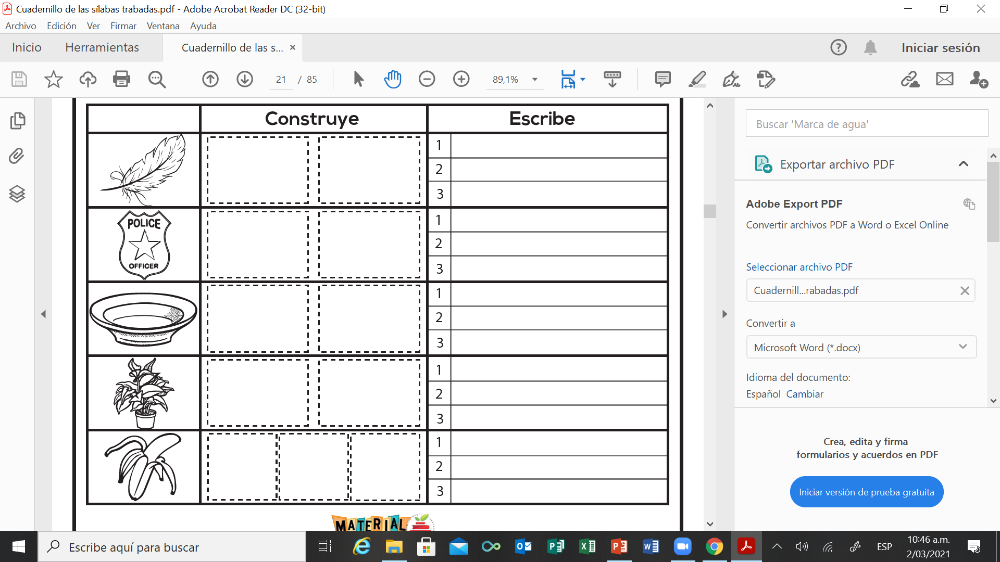 Cuadernillo de las sílabas trabadas.pdf - Adobe Acrobat Reader DC (32-bit)
Archivo Edición Ver Firmar Ventana Ayuda
Inicio Herramientas Cuadernillo de las s... × Iniciar sesión
21 / 85 89,1%
Construye Escribe
1
2
3
POLICE
OFFICER
1
2
3
1
2
3
1
2
3
1
2
3
MATERIAL
Buscar 'Marca de agua'
Exportar archivo PDF
Adobe Export PDF
Convertir archivos PDF a Word o Excel Online
Seleccionar archivo PDF
Cuadernill...rabadas.pdf
Convertir a
Microsoft Word (*.docx)
Idioma del documento:
Español Cambiar
Crea, edita y firma
formularios y acuerdos en PDF
Iniciar versión de prueba gratuita
Escribe aquí para buscar
ESP
10:46 a.m.
2/03/2021